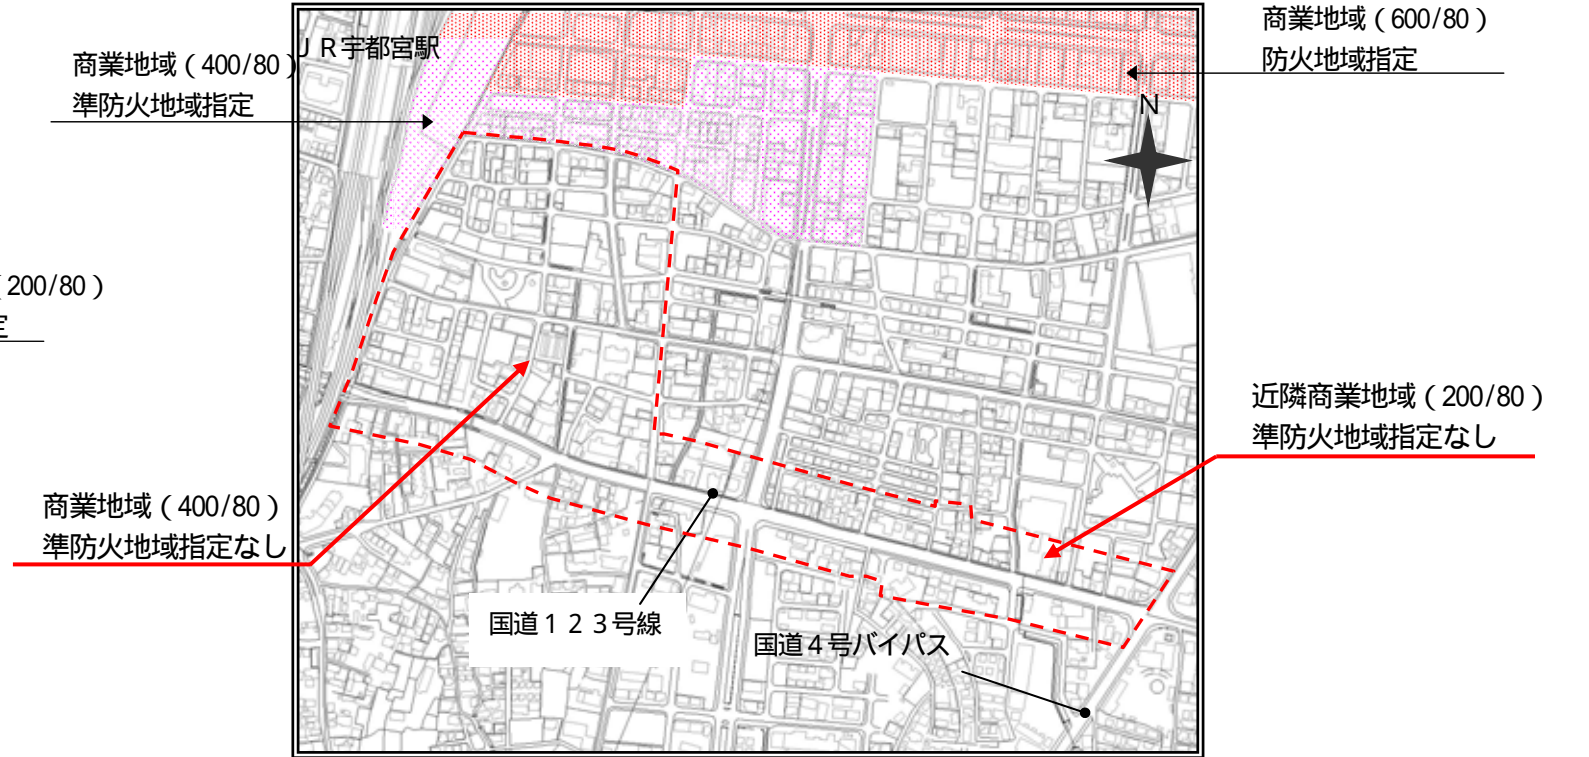 商業地域（600/80）
防火地域指定
ＪＲ宇都宮駅
商業地域（400/80）
準防火地域指定
N
（200/80）
定
近隣商業地域（200/80）
準防火地域指定なし
商業地域（400/80）
準防火地域指定なし
国道１２３号線
国道４号バイパス